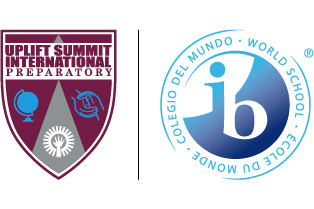 UPLIFT SUMMIT
INTERNATIONAL
PREPARATORY
ib
COLEGIO DEL MUNDO · WORLD SCHOOL · ÉCOLE DU MONDE ·
®